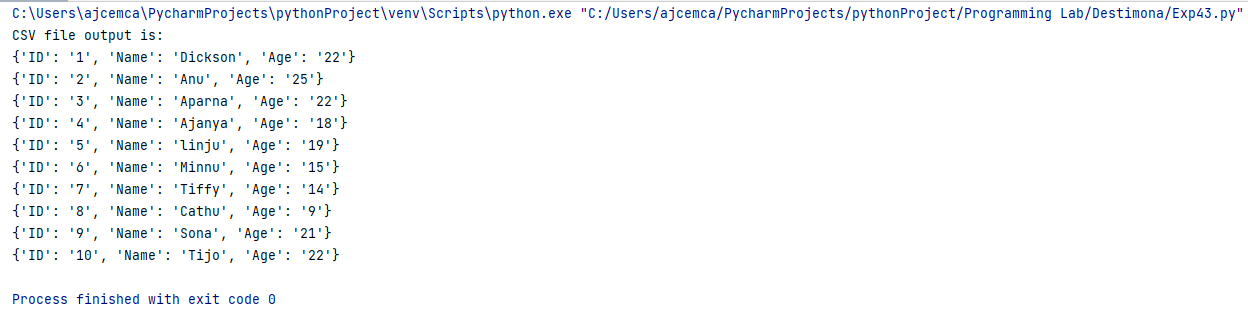 C:\Users\ajcemca\PycharmProjects\pythonProject\venv\Scripts\python.exe "C:/Users/ajcemca/PycharmProjects/pythonProject/Programming Lab/Destimona/Exp43.py"
CSV file output is:
{'ID': '1', 'Name': 'Dickson', 'Age': '22'}
{'ID': '2', 'Name': 'Anu', 'Age': '25'}
{'ID': '3', 'Name': 'Aparna', 'Age': '22'}
{'ID': '4', 'Name': 'Ajanya', 'Age': '18'}
{'ID': '5', 'Name': 'linju', 'Age': '19'}
{'ID': '6', 'Name': 'Minnu', 'Age': '15'}
{'ID': '7', 'Name': 'Tiffy', 'Age': '14'}
{'ID': '8', 'Name': 'Cathu', 'Age': '9'}
{'ID': '9', 'Name': 'Sona', 'Age': '21'}
{'ID': '10', 'Name': 'Tijo', 'Age': '22'}
Process finished with exit code 0